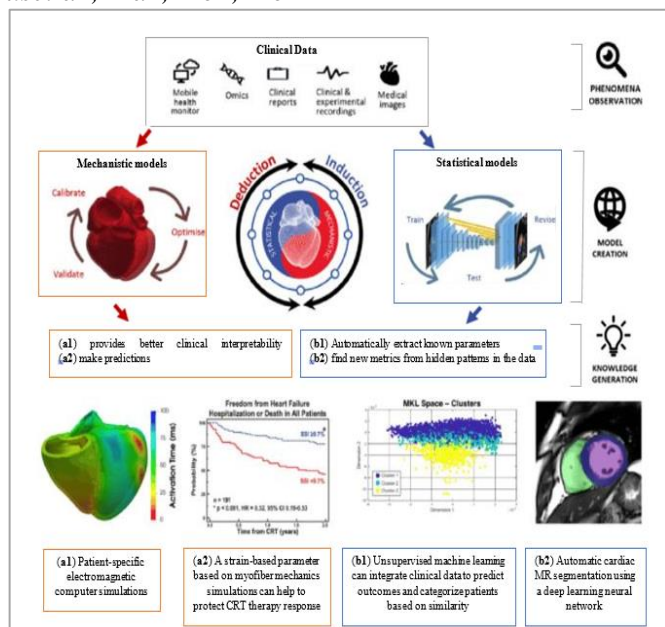 Clinical Data
Mobile
health
monitor
Omics
Clinical
reports
Clinical &
experimental
recordings
Medical
images
PHENOMENA
OBSERVATION
Mechanistic models
Calibrate
Optimise
Validate
Deduction
Induction
STATISTICAL
MECHANISTIC
Statistical models
Train
Revise
Test
MODEL
CREATION
(a1) provides better clinical interpretability
(a2) make predictions
(b1) Automatically extract known parameters
(b2) find new metrics from hidden patterns in the data
KNOWLEDGE
GENERATION
Activation Time (ms)
Freedom from Heart Failure
Hospitalization or Death in All Patients
Probability (%)
Time from CRT (years)
MKL Space – Clusters
Dimension 1
Cluster 1
Cluster 2
Cluster 3
(a1) Patient-specific
electromagnetic
computer simulations
(a2) A strain-based parameter
based on myofiber mechanics
simulations can help to
protect CRT therapy response
(b1) Unsupervised machine learning
can integrate clinical data to predict
outcomes and categorize patients
based on similarity
(b2) Automatic cardiac
MR segmentation using
a deep learning neural
network